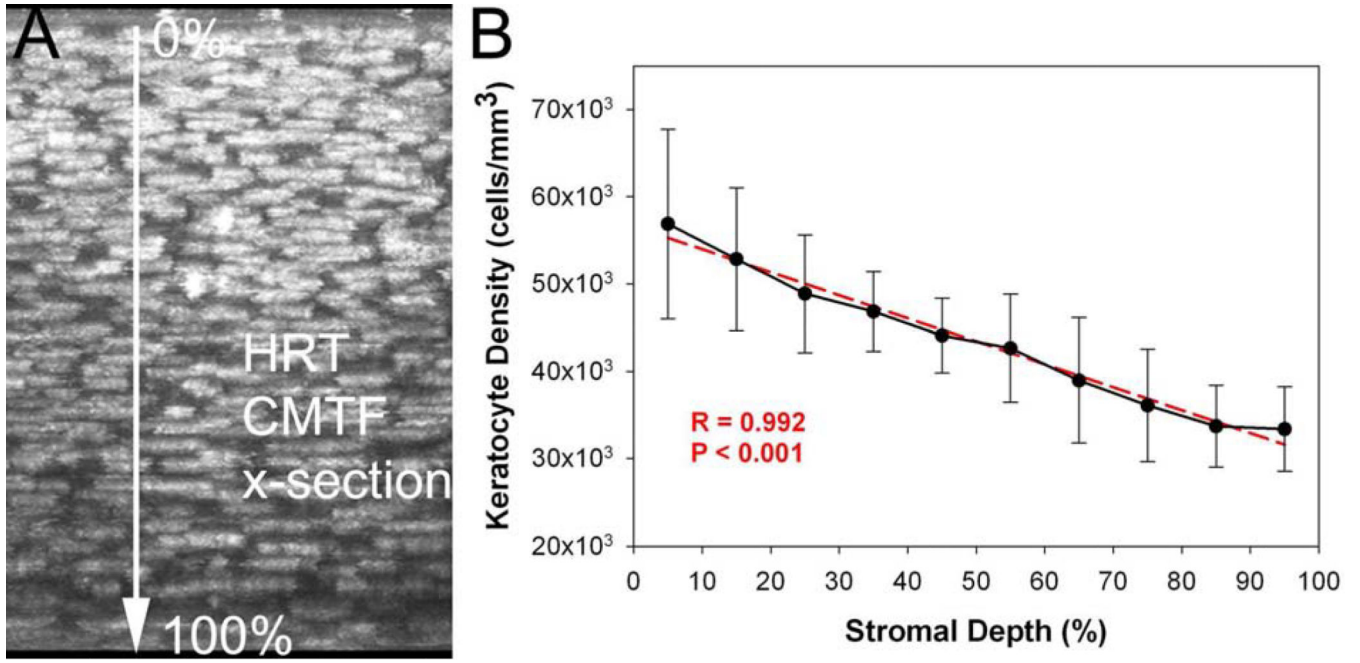 A
0%
HRT
CMTF
x-section
100%
B
Keratocyte Density (cells/mm³)
70x10³
60x10³
50x10³
40x10³
30x10³
20x10³
R = 0.992
P < 0.001
0 10 20 30 40 50 60 70 80 90 100
Stromal Depth (%)